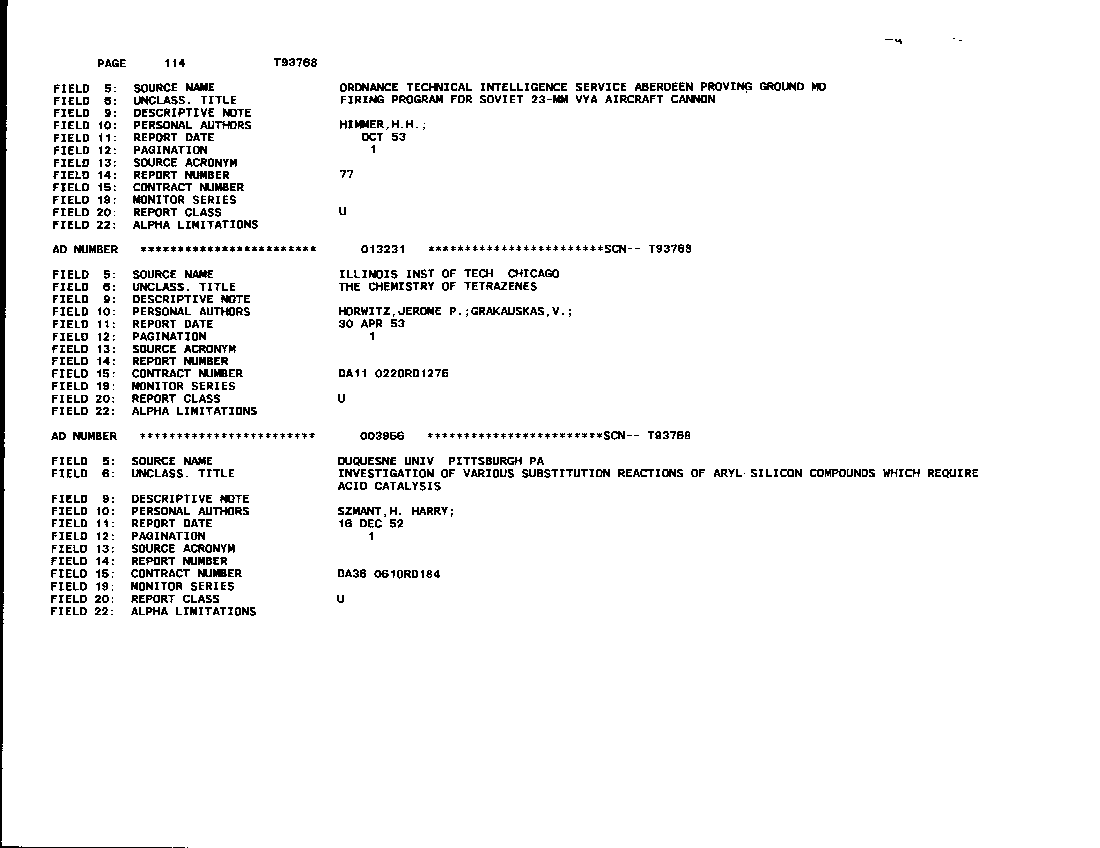 PAGE 114 T93768
FIELD 5: SOURCE NAME ORDNANCE TECHNICAL INTELLIGENCE SERVICE ABERDEEN PROVING GROUND MD
FIELD 6: UNCLASS. TITLE FIRING PROGRAM FOR SOVIET 23-MM VYA AIRCRAFT CANNON
FIELD 9: DESCRIPTIVE NOTE
FIELD 10: PERSONAL AUTHORS HIMMER,H.H.;
FIELD 11: REPORT DATE OCT 53
FIELD 12: PAGINATION 1
FIELD 13: SOURCE ACRONYM
FIELD 14: REPORT NUMBER 77
FIELD 15: CONTRACT NUMBER
FIELD 19: MONITOR SERIES
FIELD 20: REPORT CLASS U
FIELD 22: ALPHA LIMITATIONS
AD NUMBER ************************ 013231 ************************SCN-- T93768
FIELD 5: SOURCE NAME ILLINOIS INST OF TECH CHICAGO
FIELD 6: UNCLASS. TITLE THE CHEMISTRY OF TETRAZENES
FIELD 9: DESCRIPTIVE NOTE
FIELD 10: PERSONAL AUTHORS HORWITZ,JEROME P.;GRAKAUSKAS,V.;
FIELD 11: REPORT DATE 30 APR 53
FIELD 12: PAGINATION 1
FIELD 13: SOURCE ACRONYM
FIELD 14: REPORT NUMBER
FIELD 15: CONTRACT NUMBER DA11 022ORD1276
FIELD 19: MONITOR SERIES
FIELD 20: REPORT CLASS U
FIELD 22: ALPHA LIMITATIONS
AD NUMBER ************************ 003956 ************************SCN-- T93768
FIELD 5: SOURCE NAME DUQUESNE UNIV PITTSBURGH PA
FIELD 6: UNCLASS. TITLE INVESTIGATION OF VARIOUS SUBSTITUTION REACTIONS OF ARYL SILICON COMPOUNDS WHICH REQUIRE
ACID CATALYSIS
FIELD 9: DESCRIPTIVE NOTE
FIELD 10: PERSONAL AUTHORS SZMANT,H. HARRY;
FIELD 11: REPORT DATE 16 DEC 52
FIELD 12: PAGINATION 1
FIELD 13: SOURCE ACRONYM
FIELD 14: REPORT NUMBER
FIELD 15: CONTRACT NUMBER DA36 061ORD184
FIELD 19: MONITOR SERIES
FIELD 20: REPORT CLASS U
FIELD 22: ALPHA LIMITATIONS